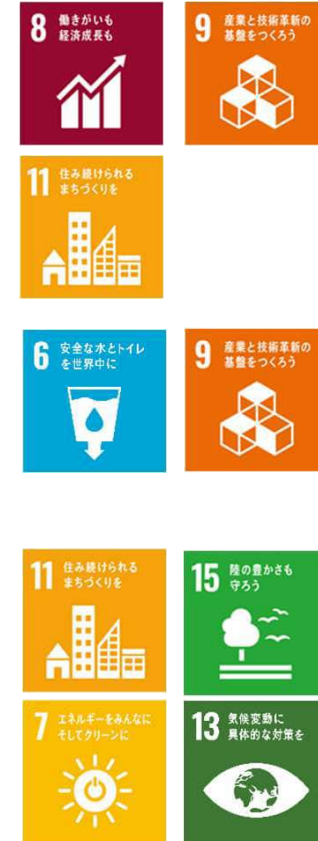 8 働きがいも
経済成長も
9 産業と技術革新の
基盤をつくろう
11 住み続けられる
まちづくりを
6 安全な水とトイレ
を世界中に
9 産業と技術革新の
基盤をつくろう
11 住み続けられる
まちづくりを
15 陸の豊かさも
守ろう
7 エネルギーをみんなに
そしてクリーンに
13 気候変動に
具体的な対策を